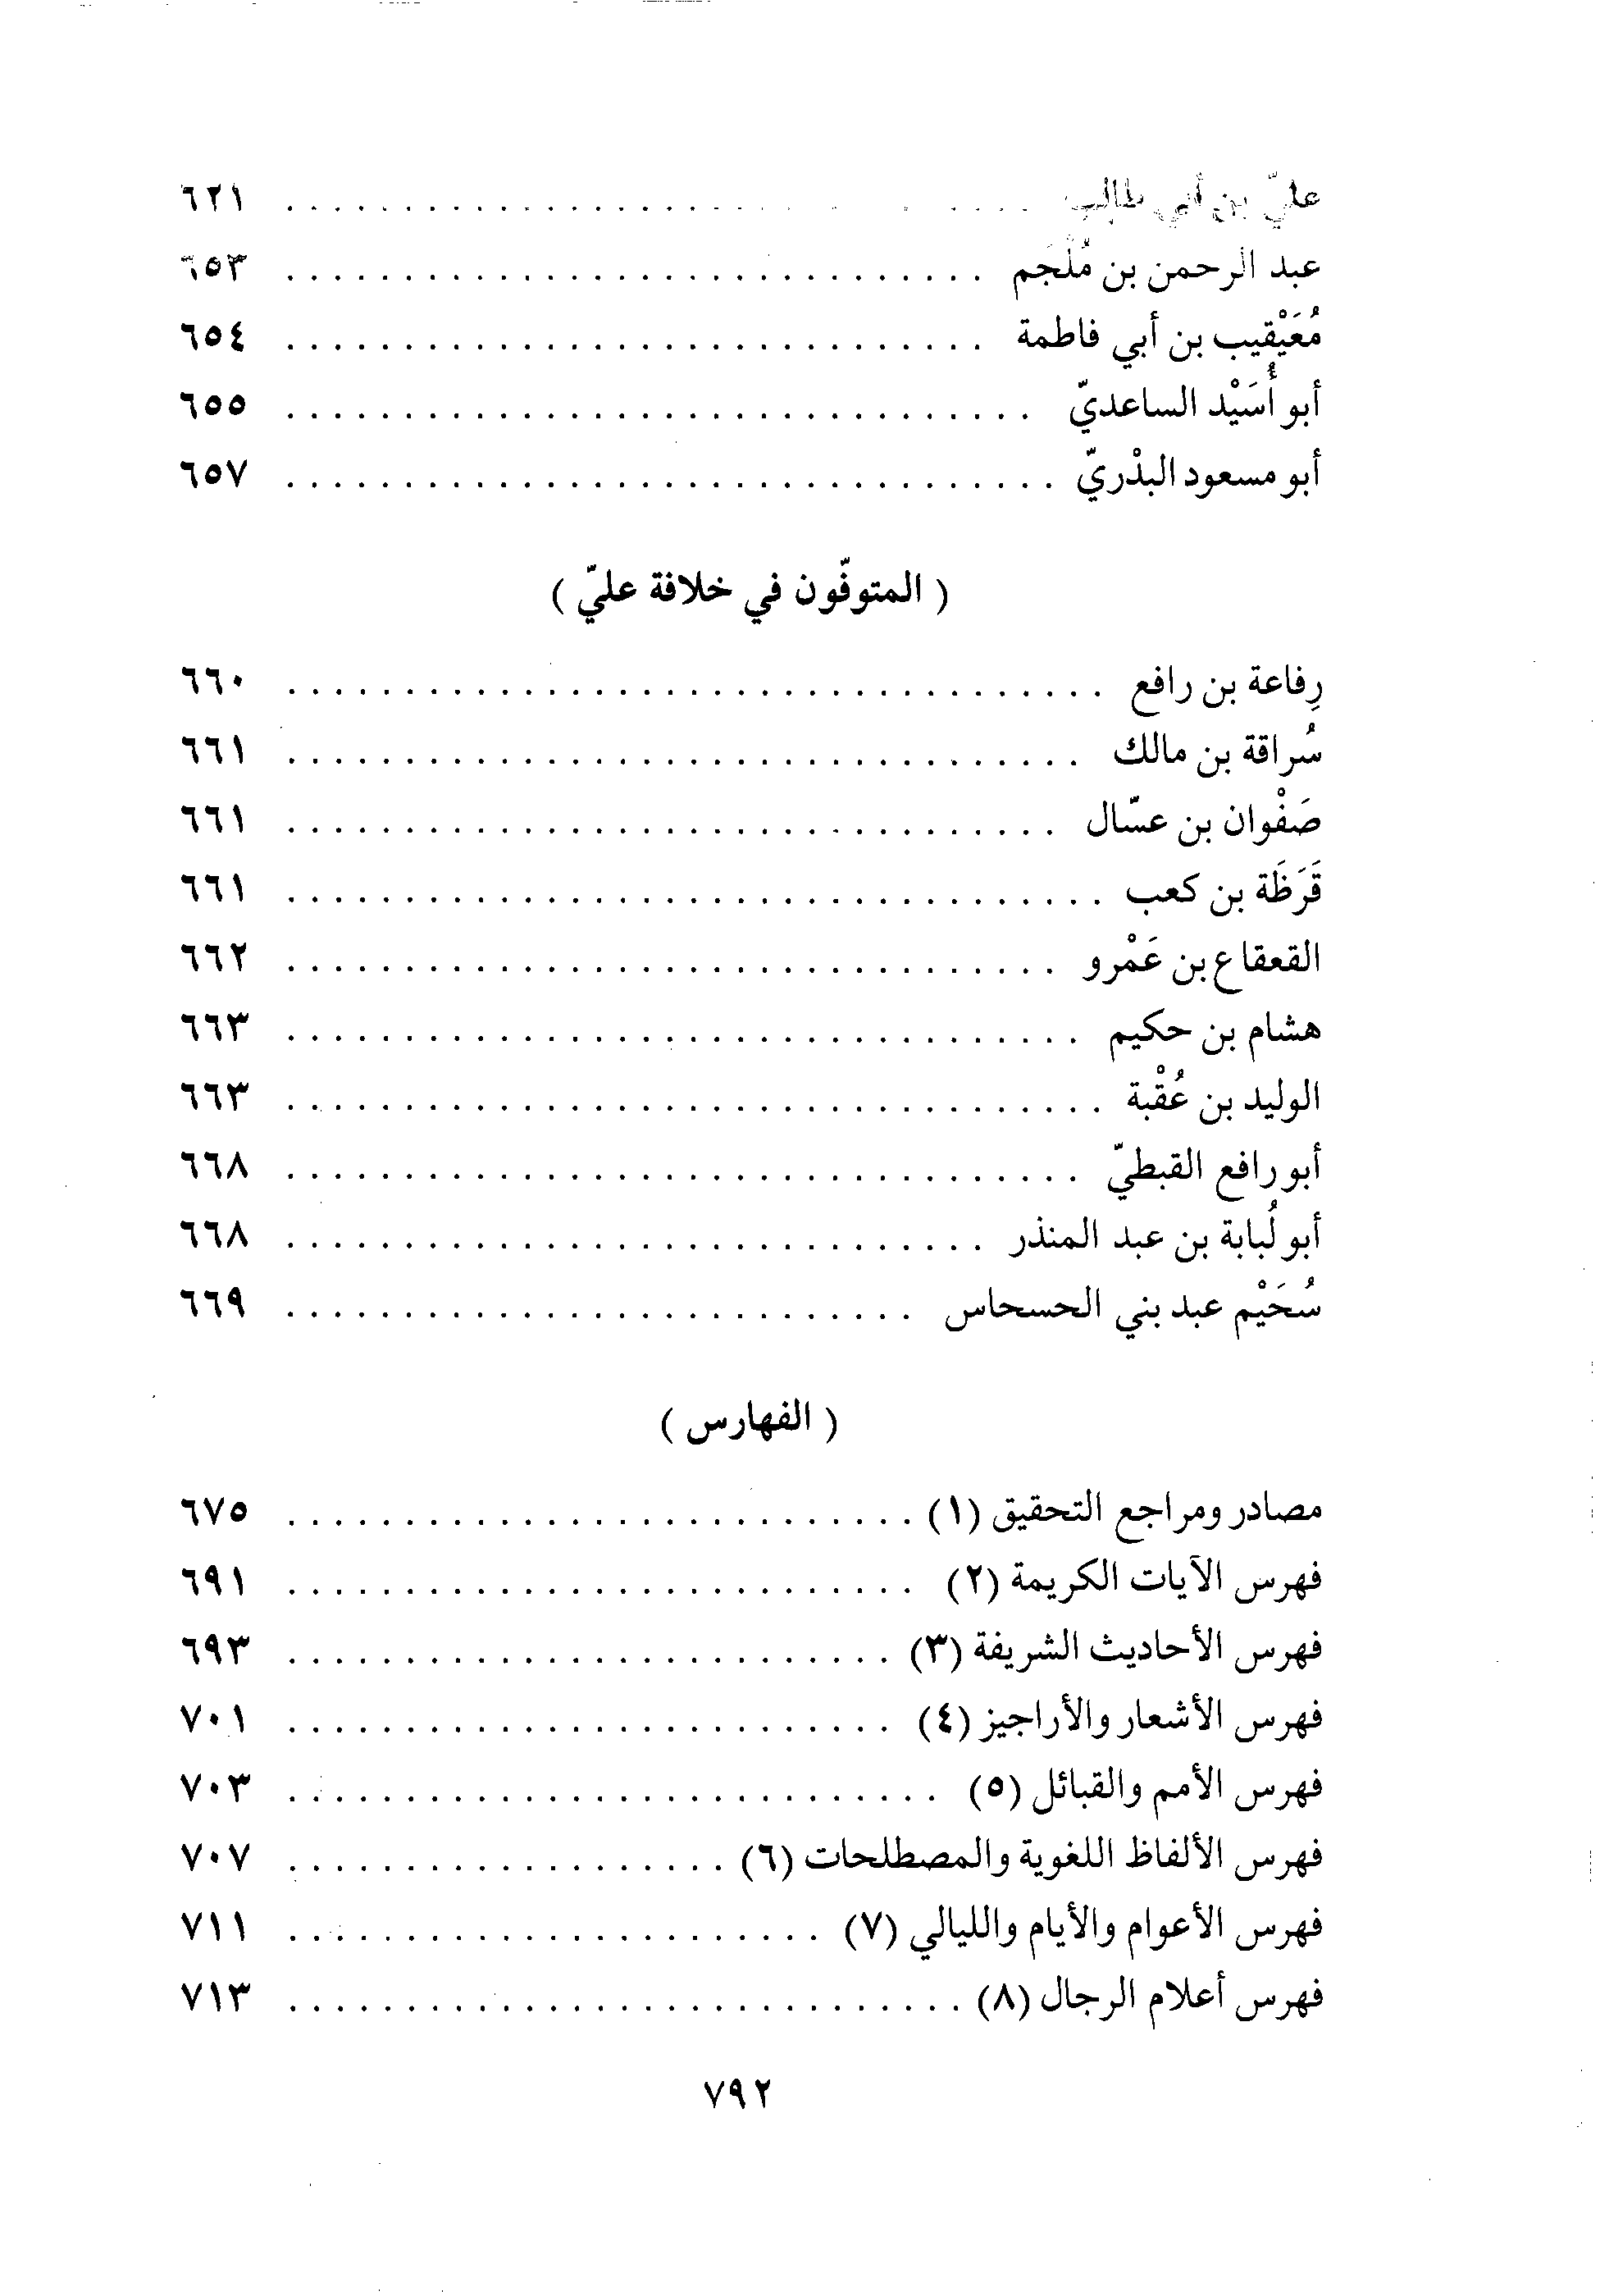 عليّ بن أبي طالب . . . . . . . . . . . . . . . . . . . . . . . . . . . . . . . . ٦٢١
عبد الرحمن بن مُلْجَم . . . . . . . . . . . . . . . . . . . . . . . . . . . . . . ٦٥٣
مُعَيْقيب بن أبي فاطمة . . . . . . . . . . . . . . . . . . . . . . . . . . . . . . ٦٥٤
أبو أُسَيْد الساعديّ . . . . . . . . . . . . . . . . . . . . . . . . . . . . . . . . ٦٥٥
أبو مسعود البدْريّ . . . . . . . . . . . . . . . . . . . . . . . . . . . . . . . . . ٦٥٧
( المتوفّون في خلافة عليّ )
رِفاعة بن رافع . . . . . . . . . . . . . . . . . . . . . . . . . . . . . . . . . . . ٦٦٠
سُراقة بن مالك . . . . . . . . . . . . . . . . . . . . . . . . . . . . . . . . . . ٦٦١
صَفْوان بن عسّال . . . . . . . . . . . . . . . . . . . . . . . . . . . . . . . . . ٦٦١
قَرَظَة بن كعب . . . . . . . . . . . . . . . . . . . . . . . . . . . . . . . . . . . ٦٦١
القعقاع بن عَمْرو . . . . . . . . . . . . . . . . . . . . . . . . . . . . . . . . . ٦٦٢
هشام بن حكيم . . . . . . . . . . . . . . . . . . . . . . . . . . . . . . . . . . ٦٦٣
الوليد بن عُقْبة . . . . . . . . . . . . . . . . . . . . . . . . . . . . . . . . . . . ٦٦٣
أبو رافع القبطيّ . . . . . . . . . . . . . . . . . . . . . . . . . . . . . . . . . . ٦٦٨
أبو لُبابة بن عبد المنذر . . . . . . . . . . . . . . . . . . . . . . . . . . . . . . ٦٦٨
سُحَيْم عبد بني الحسحاس . . . . . . . . . . . . . . . . . . . . . . . . . . . ٦٦٩
( الفهارس )
مصادر ومراجع التحقيق (١) . . . . . . . . . . . . . . . . . . . . . . . . . . . ٦٧٥
فهرس الآيات الكريمة (٢) . . . . . . . . . . . . . . . . . . . . . . . . . . . ٦٩١
فهرس الأحاديث الشريفة (٣) . . . . . . . . . . . . . . . . . . . . . . . . . . ٦٩٣
فهرس الأشعار والأراجيز (٤) . . . . . . . . . . . . . . . . . . . . . . . . . . ٧٠١
فهرس الأمم والقبائل (٥) . . . . . . . . . . . . . . . . . . . . . . . . . . . . ٧٠٣
فهرس الألفاظ اللغوية والمصطلحات (٦) . . . . . . . . . . . . . . . . . . . ٧٠٧
فهرس الأعوام والأيام والليالي (٧) . . . . . . . . . . . . . . . . . . . . . . . ٧١١
فهرس أعلام الرجال (٨) . . . . . . . . . . . . . . . . . . . . . . . . . . . . . ٧١٣
٧٩٢